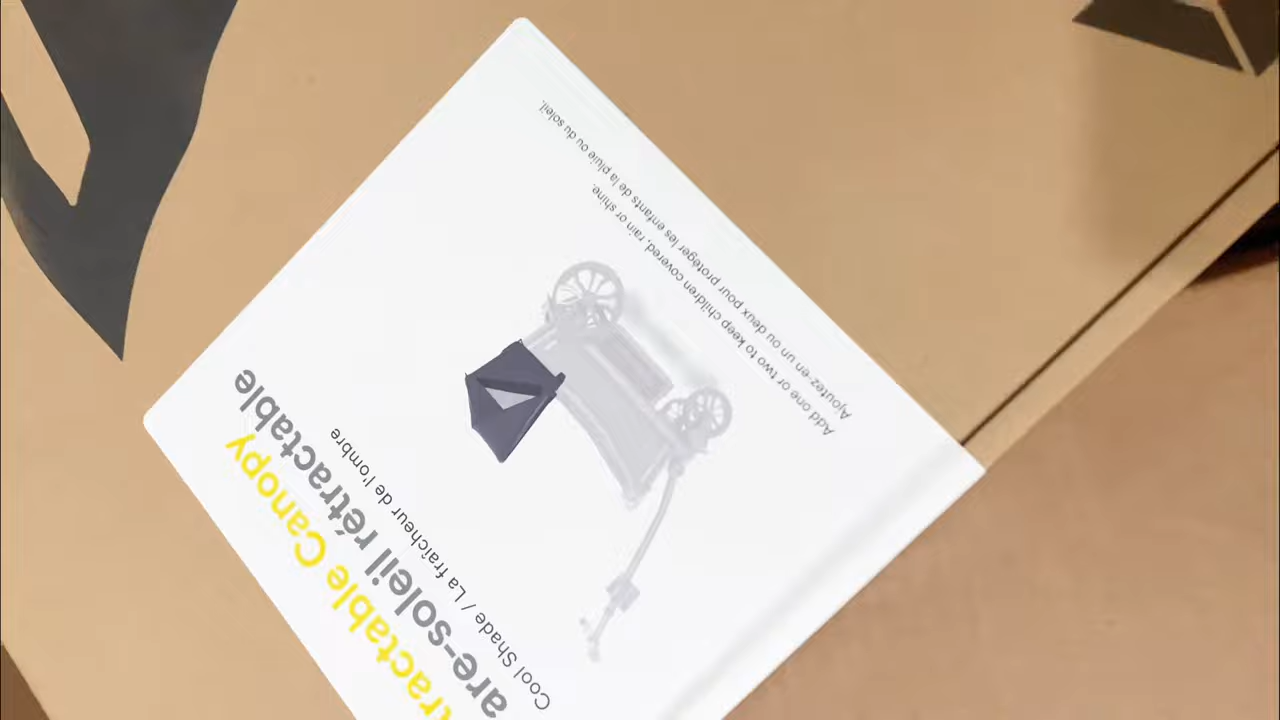 tractable Canopy
are-soleil rétractable
Cool Shade / La fraîcheur de l'ombre
Add one or two to keep children covered, rain or shine.
Ajoutez-en un ou deux pour protéger les enfants de la pluie ou du soleil.